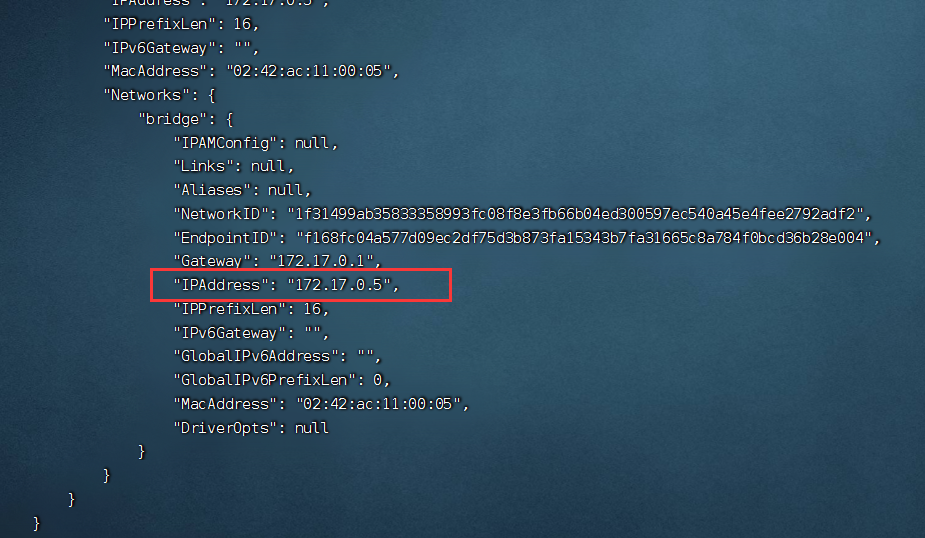 "IPAddress": "172.17.0.5",
"IPPrefixLen": 16,
"IPv6Gateway": "",
"MacAddress": "02:42:ac:11:00:05",
"Networks": {
"bridge": {
"IPAMConfig": null,
"Links": null,
"Aliases": null,
"NetworkID": "1f31499ab35833358993fc08f8e3fb66b04ed300597ec540a45e4fee2792adf2",
"EndpointID": "f168fc04a577d09ec2df75d3b873fa15343b7fa31665c8a784f0bcd36b28e004",
"Gateway": "172.17.0.1",
"IPAddress": "172.17.0.5",
"IPPrefixLen": 16,
"IPv6Gateway": "",
"GlobalIPv6Address": "",
"GlobalIPv6PrefixLen": 0,
"MacAddress": "02:42:ac:11:00:05",
"DriverOpts": null
}
}
}
}